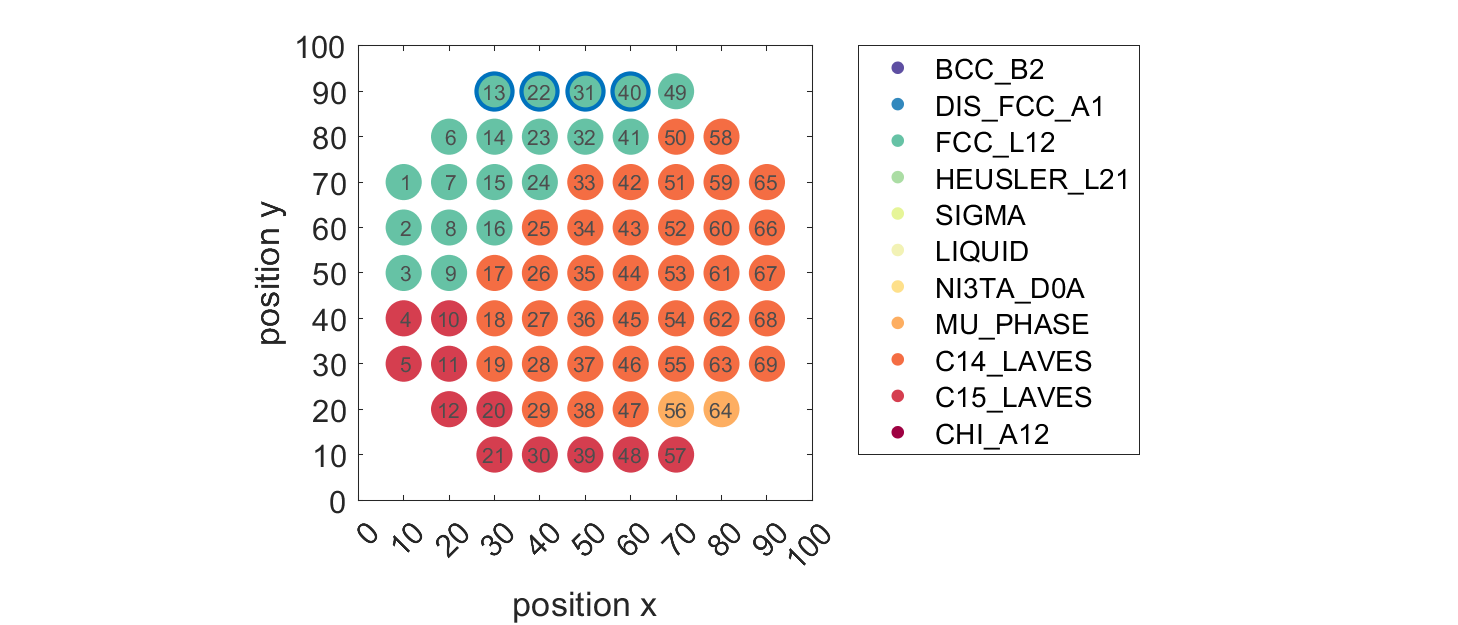 100
90 13 22 31 40 49
80 6 14 23 32 41 50 58
70 1 7 15 24 33 42 51 59 65
60 2 8 16 25 34 43 52 60 66
50 3 9 17 26 35 44 53 61 67
40 4 10 18 27 36 45 54 62 68
30 5 11 19 28 37 46 55 63 69
20 12 20 29 38 47 56 64
10 21 30 39 48 57
0
0 10 20 30 40 50 60 70 80 90 100
position x
position y
BCC_B2
DIS_FCC_A1
FCC_L12
HEUSLER_L21
SIGMA
LIQUID
NI3TA_D0A
MU_PHASE
C14_LAVES
C15_LAVES
CHI_A12